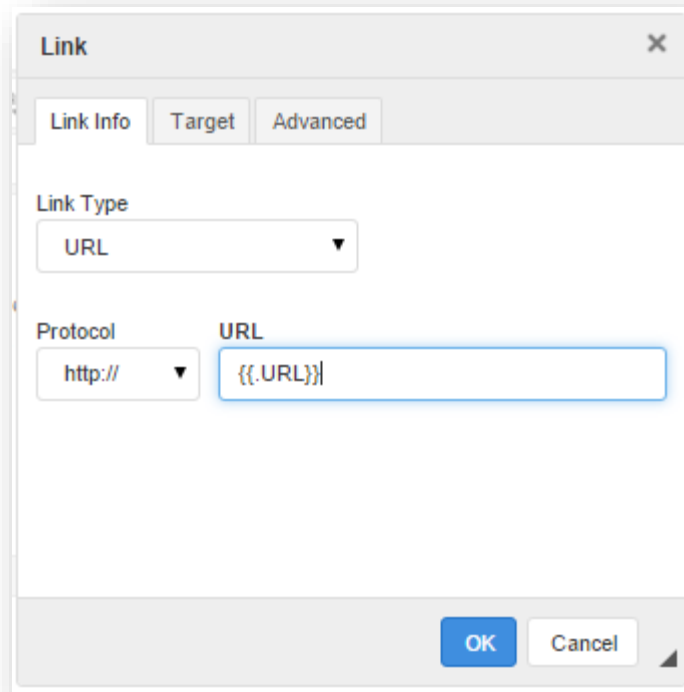 Link
Link Info Target Advanced
Link Type
URL
Protocol URL
http:// {{.URL}}
OK Cancel